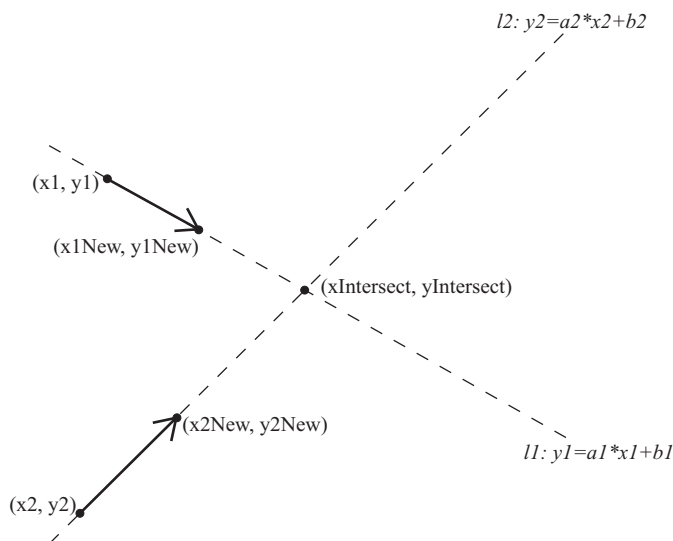 l2: y2=a2*x2+b2
(x1, y1)
(x1New, y1New)
(xIntersect, yIntersect)
(x2New, y2New)
l1: y1=a1*x1+b1
(x2, y2)